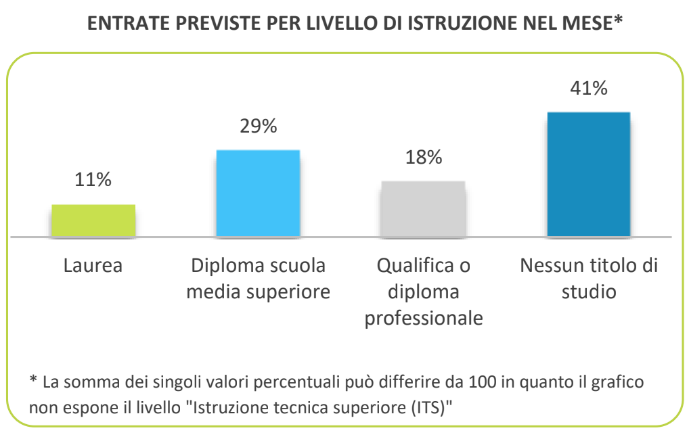 ENTRATE PREVISTE PER LIVELLO DI ISTRUZIONE NEL MESE*
41%
29%
18%
11%
Laurea
Diploma scuola
media superiore
Qualifica o
diploma
professionale
Nessun titolo di
studio
* La somma dei singoli valori percentuali può differire da 100 in quanto il grafico
non espone il livello "Istruzione tecnica superiore (ITS)"